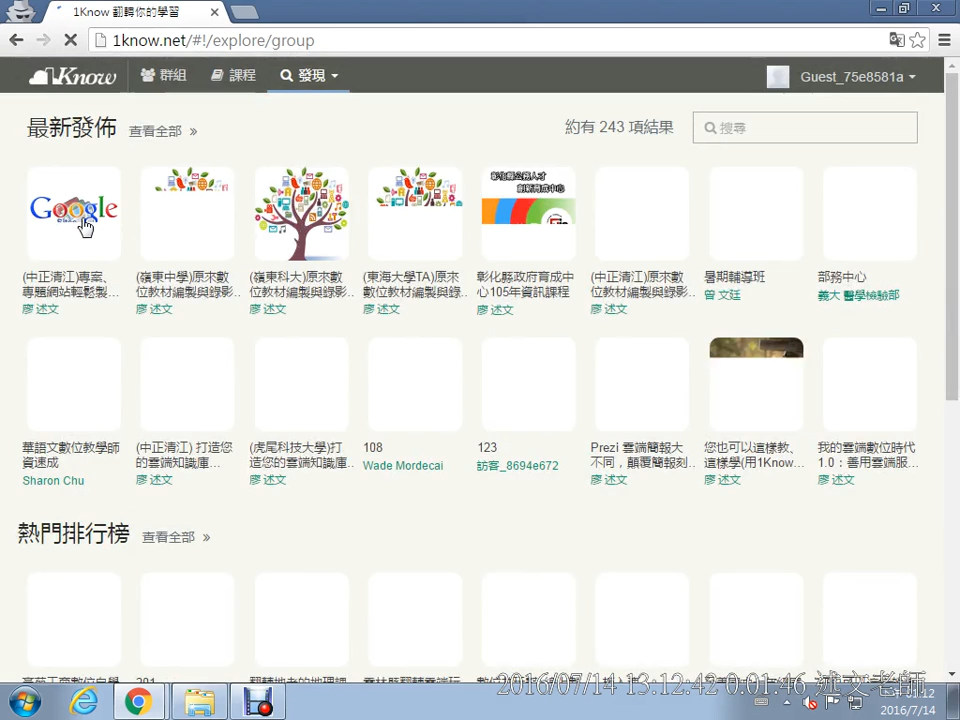 1Know 翻轉你的學習
1know.net/#!/explore/group
1Know 群組 課程 發現 Guest_75e8581a
最新發佈 查看全部 » 約有 243 項結果 搜尋
Google
彰化縣公務人才
創新育成中心
(中正清江)專案、
專題網站輕鬆製...
廖 述文
(嶺東中學)原來數
位教材編製與錄影...
廖 述文
(嶺東科大)原來數
位教材編製與錄影...
廖 述文
(東海大學TA)原來
數位教材編製與錄...
廖 述文
彰化縣政府育成中
心105年資訊課程
廖 述文
(中正清江)原來數
位教材編製與錄影...
廖 述文
暑期輔導班
曾 文廷
部務中心
義大 醫學檢驗部
華語文數位教學師
資速成
Sharon Chu
(中正清江) 打造您
的雲端知識庫...
廖 述文
(虎尾科技大學)打
造您的雲端知識庫...
廖 述文
108
Wade Mordecai
123
訪客_8694e672
Prezi 雲端簡報大
不同，顛覆簡報刻...
廖 述文
您也可以這樣教、
這樣學(用1Know...
廖 述文
我的雲端數位時代
1.0：善用雲端服...
廖 述文
熱門排行榜 查看全部 »
2016/07/14 13:12:42 0:01:46 述文老師
2016/7/14